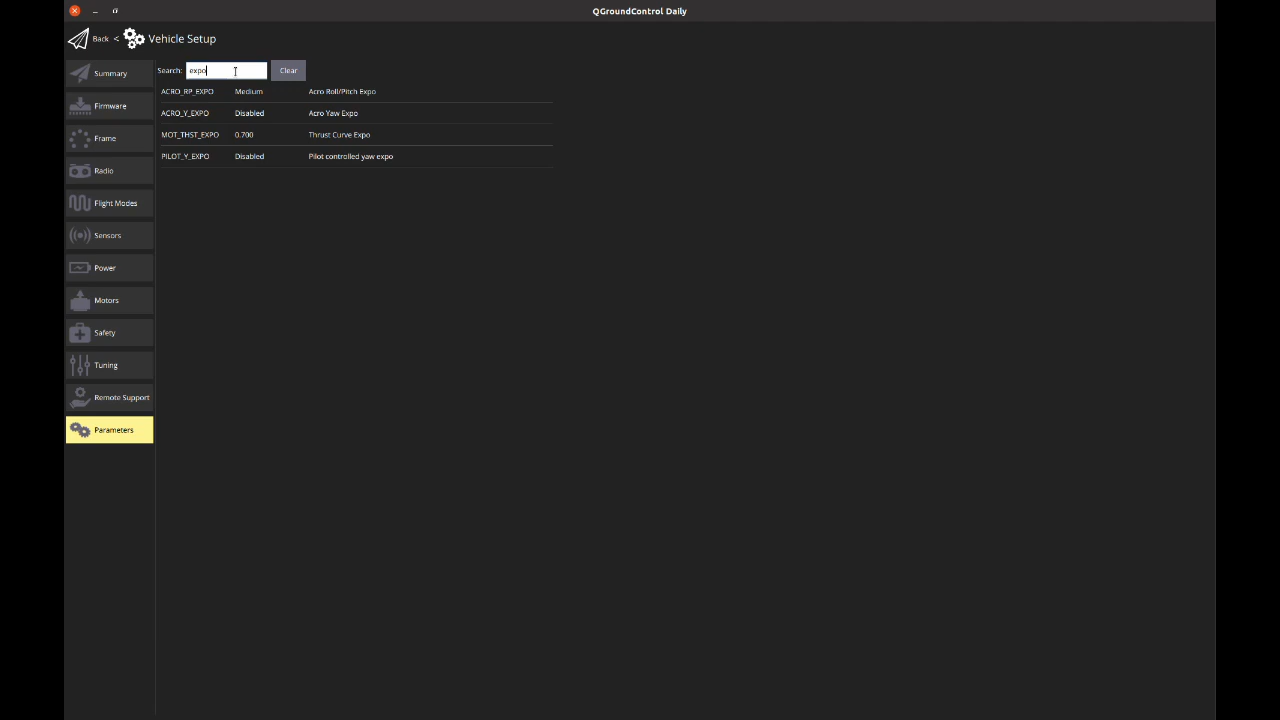 QGroundControl Daily
Back < Vehicle Setup
Search: expo Clear
Summary
Firmware
Frame
Radio
Flight Modes
Sensors
Power
Motors
Safety
Tuning
Remote Support
Parameters
ACRO_RP_EXPO Medium Acro Roll/Pitch Expo
ACRO_Y_EXPO Disabled Acro Yaw Expo
MOT_THST_EXPO 0.700 Thrust Curve Expo
PILOT_Y_EXPO Disabled Pilot controlled yaw expo